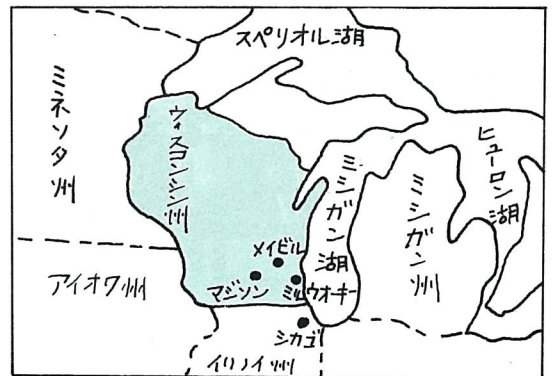 スペリオル湖
ミネソタ州
ウィスコンシン州
ヒューロン湖
ミシガン湖
ミシガン州
メイビル
マジソン
ミルウオーキー
アイオワ州
シカゴ
イリノイ州